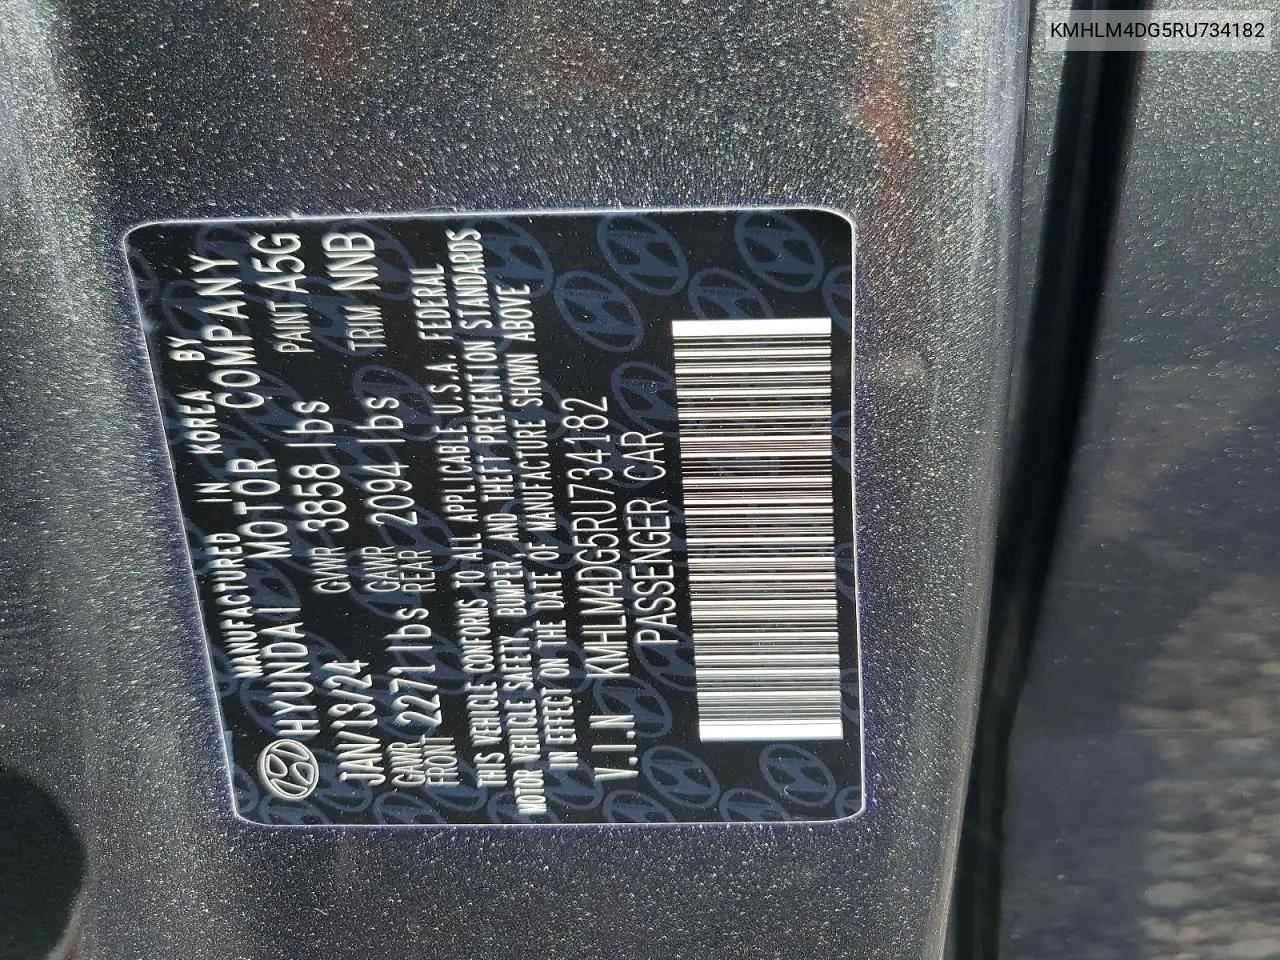 KMHLM4DG5RU734182
MANUFACTURED IN KOREA BY
HYUNDAI MOTOR COMPANY
JAN/13/24 GVWR 3858 lbs PAINT A5G
GAWR FRONT 2271 lbs GAWR REAR 2094 lbs TRIM NNB
THIS VEHICLE CONFORMS TO ALL APPLICABLE U.S.A. FEDERAL
MOTOR VEHICLE SAFETY, BUMPER AND THEFT PREVENTION STANDARDS
IN EFFECT ON THE DATE OF MANUFACTURE SHOWN ABOVE
V.I.N KMHLM4DG5RU734182
PASSENGER CAR